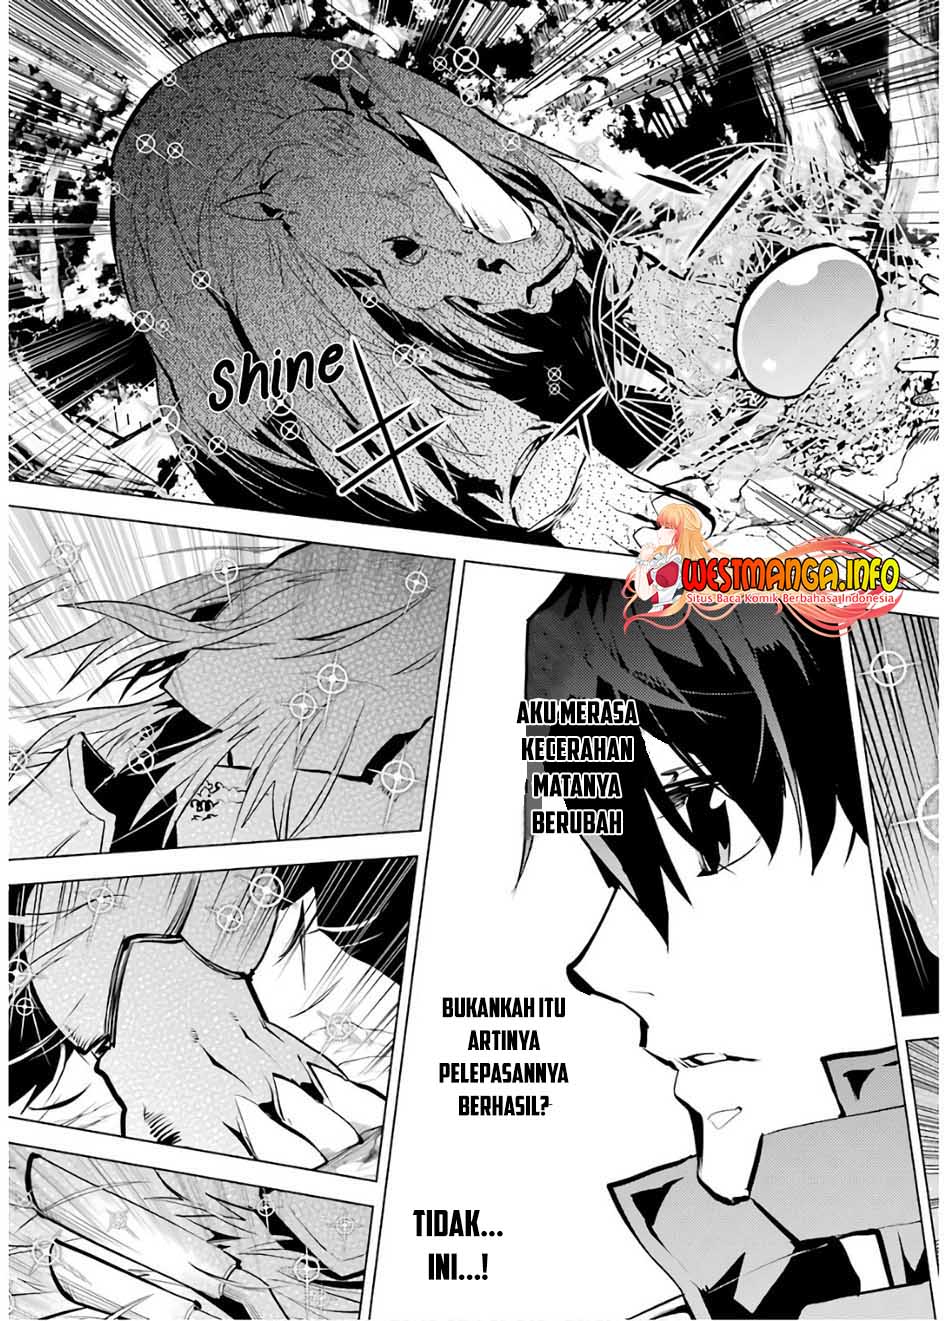 Shine
WESTMANGA.INFO
Situs Baca Komik Berbahasa Indonesia
AKU MERASA
KECERAHAN
MATANYA
BERUBAH
BUKANKAH ITU
ARTINYA
PELEPASANNYA
BERHASIL?
TIDAK...
INI...!